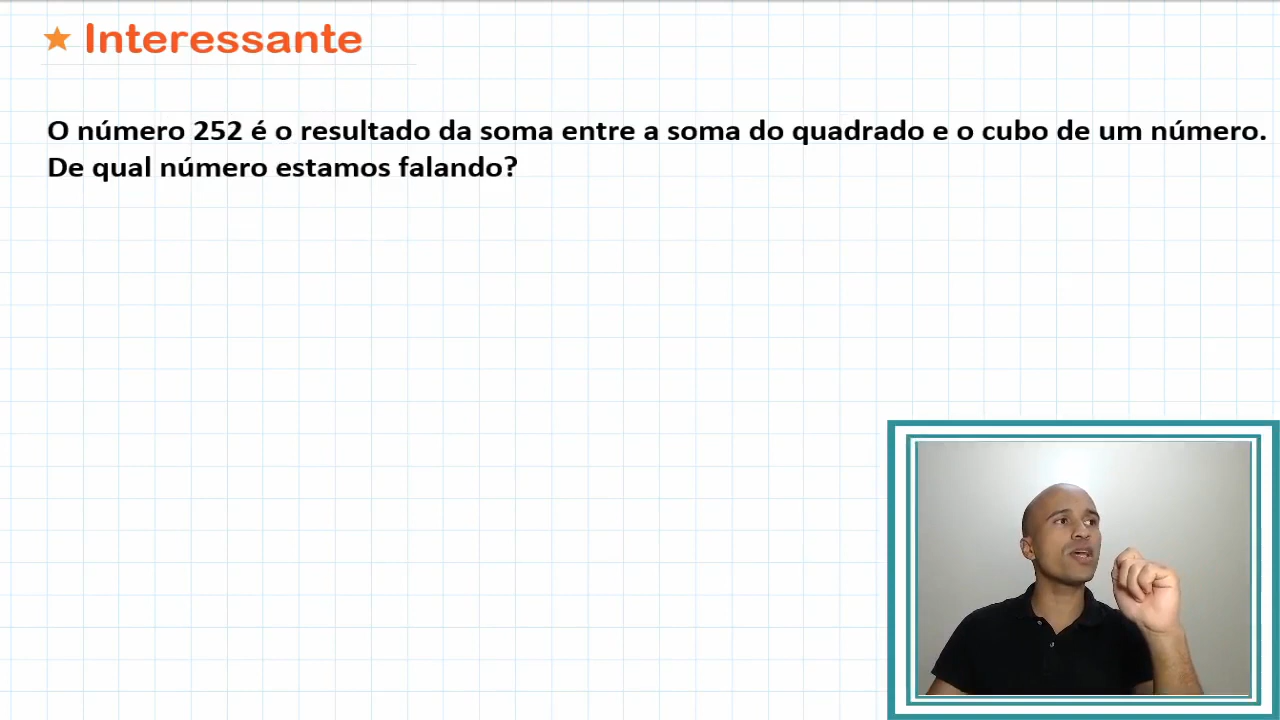 Interessante
O número 252 é o resultado da soma entre a soma do quadrado e o cubo de um número.
De qual número estamos falando?